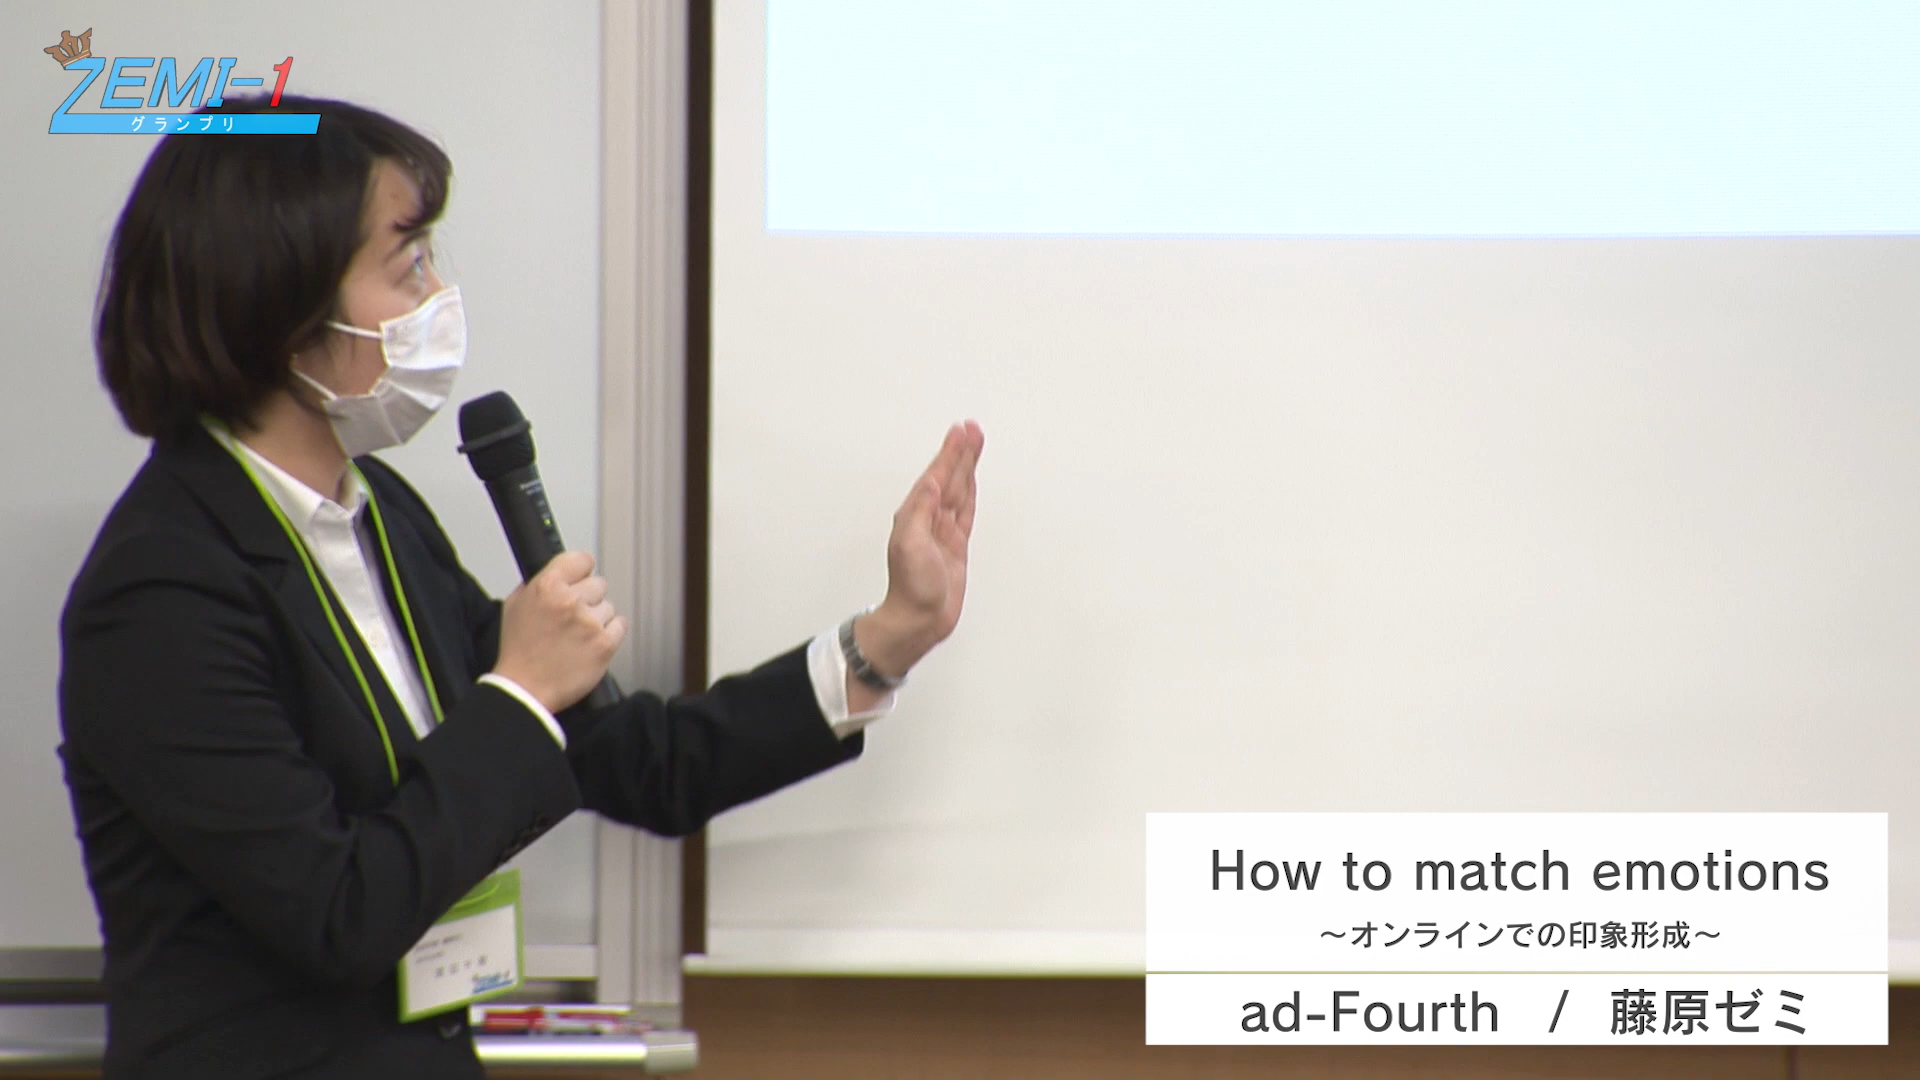 ZEMI-1
グランプリ
How to match emotions
～オンラインでの印象形成～
ad-Fourth / 藤原ゼミ